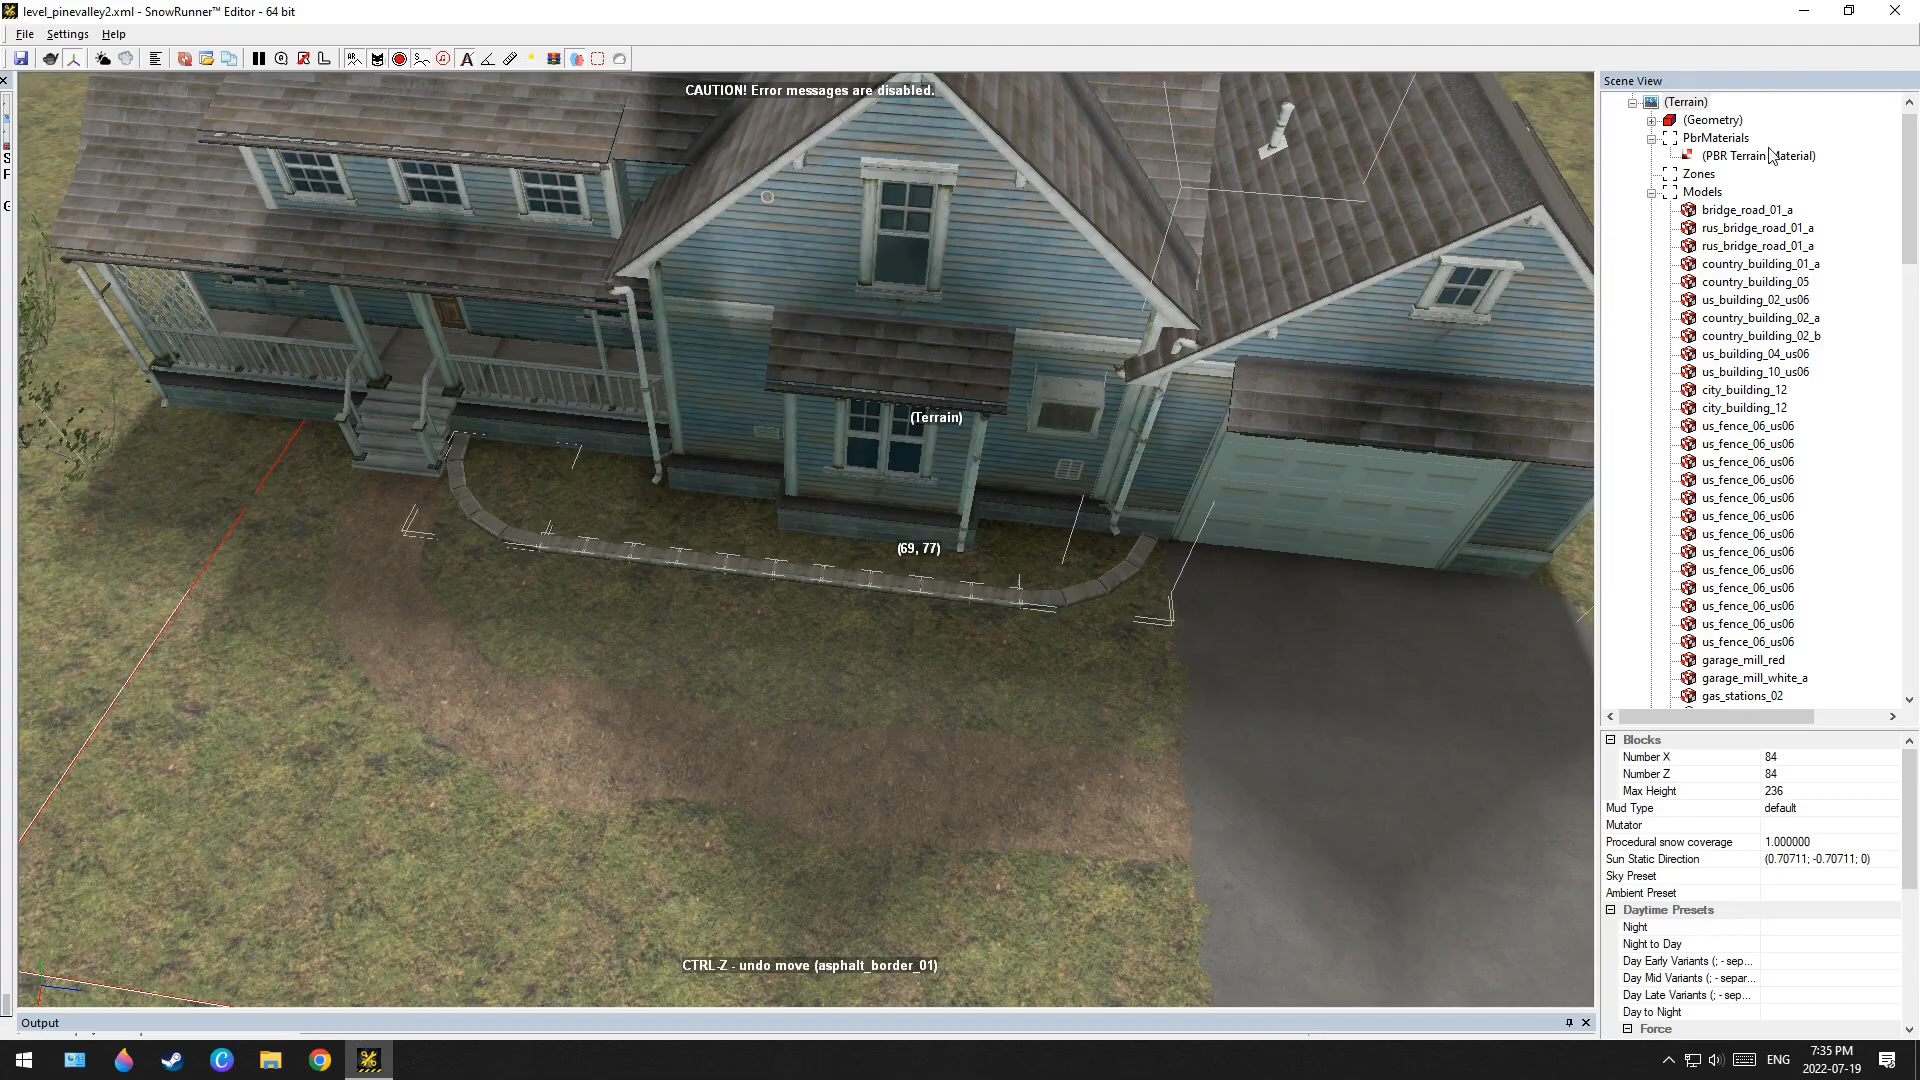 level_pinevalley2.xml - SnowRunner™ Editor - 64 bit
File Settings Help
CAUTION! Error messages are disabled.
(Terrain)
(69, 77)
CTRL-Z - undo move (asphalt_border_01)
Output
Scene View
(Terrain)
(Geometry)
PbrMaterials
(PBR Terrain Material)
Zones
Models
bridge_road_01_a
rus_bridge_road_01_a
rus_bridge_road_01_a
country_building_01_a
country_building_05
us_building_02_us06
country_building_02_a
country_building_02_b
us_building_04_us06
us_building_10_us06
city_building_12
city_building_12
us_fence_06_us06
us_fence_06_us06
us_fence_06_us06
us_fence_06_us06
us_fence_06_us06
us_fence_06_us06
us_fence_06_us06
us_fence_06_us06
us_fence_06_us06
us_fence_06_us06
us_fence_06_us06
us_fence_06_us06
us_fence_06_us06
garage_mill_red
garage_mill_white_a
gas_stations_02
Blocks
Number X 84
Number Z 84
Max Height 236
Mud Type default
Mutator
Procedural snow coverage 1.000000
Sun Static Direction (0.70711; -0.70711; 0)
Sky Preset
Ambient Preset
Daytime Presets
Night
Night to Day
Day Early Variants (; - sep...
Day Mid Variants (; - separ...
Day Late Variants (; - sep...
Day to Night
Force
ENG
7:35 PM
2022-07-19